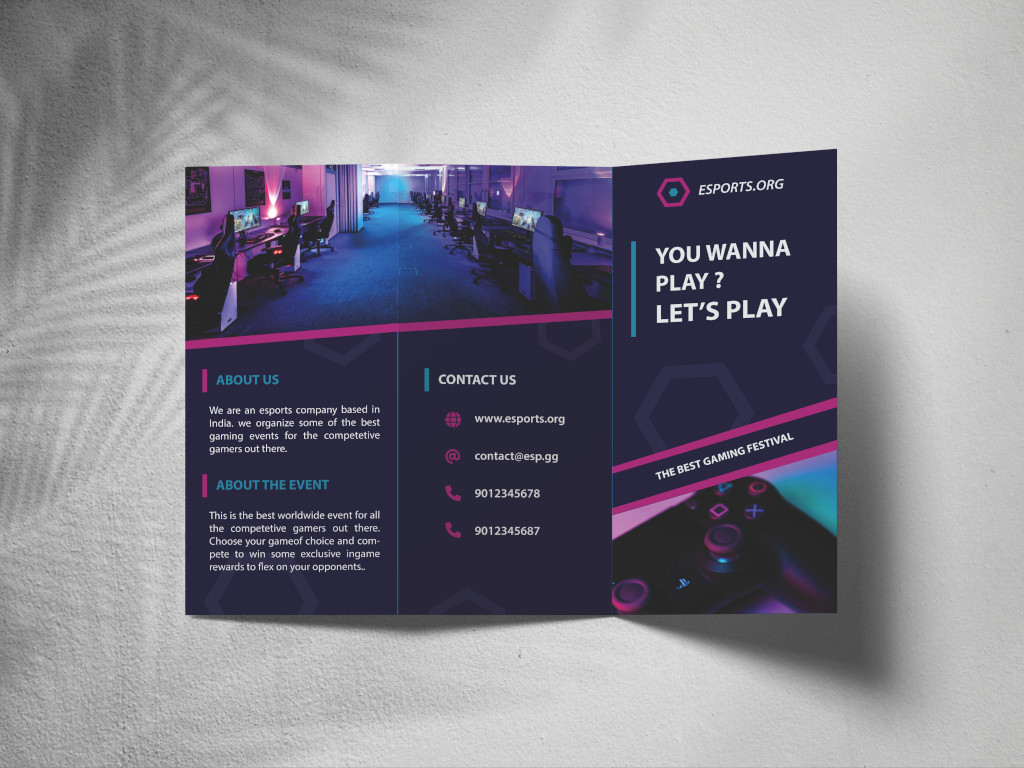 ABOUT US
We are an esports company based in
India. we organize some of the best
gaming events for the competetive
gamers out there.
ABOUT THE EVENT
This is the best worldwide event for all
the competetive gamers out there.
Choose your gameof choice and com-
pete to win some exclusive ingame
rewards to flex on your opponents..
CONTACT US
www.esports.org
contact@esp.gg
9012345678
9012345687
ESPORTS.ORG
YOU WANNA
PLAY ?
LET'S PLAY
THE BEST GAMING FESTIVAL